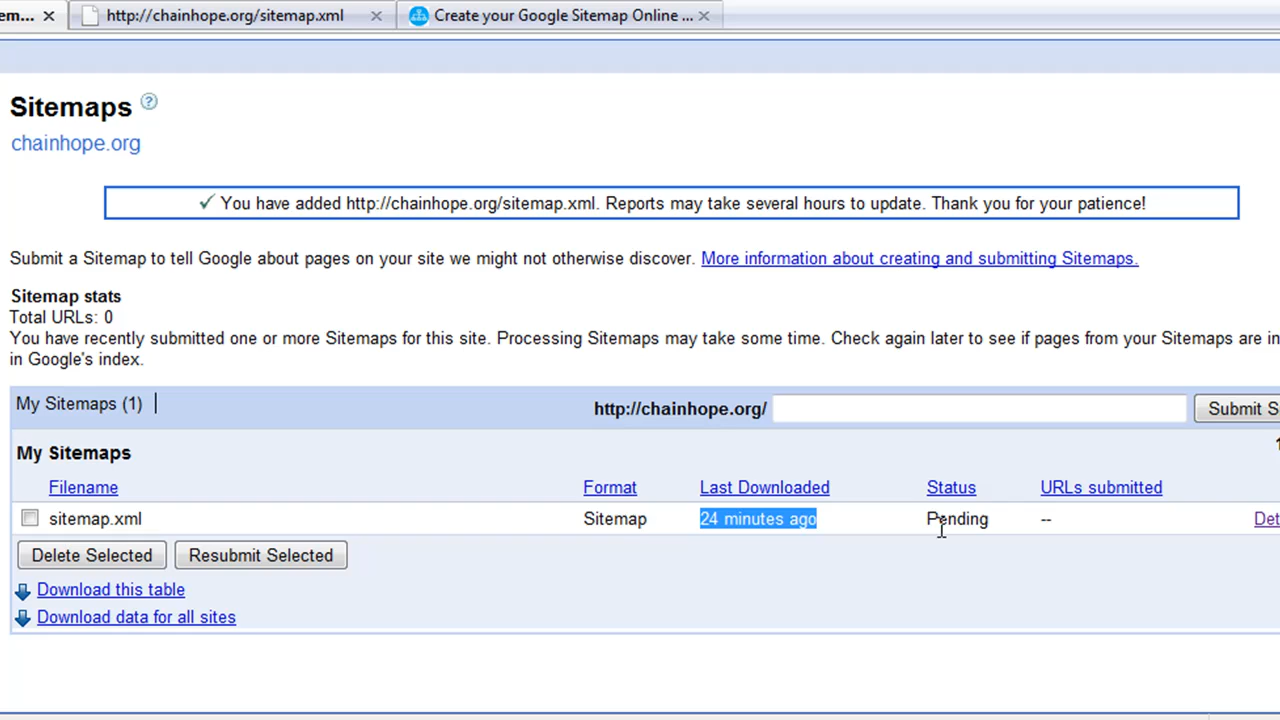 em...
http://chainhope.org/sitemap.xml
Create your Google Sitemap Online ...
Sitemaps ?
chainhope.org
✓ You have added http://chainhope.org/sitemap.xml. Reports may take several hours to update. Thank you for your patience!
Submit a Sitemap to tell Google about pages on your site we might not otherwise discover. More information about creating and submitting Sitemaps.
Sitemap stats
Total URLs: 0
You have recently submitted one or more Sitemaps for this site. Processing Sitemaps may take some time. Check again later to see if pages from your Sitemaps are in
in Google's index.
My Sitemaps (1) http://chainhope.org/ Submit S
My Sitemaps
Filename Format Last Downloaded Status URLs submitted
sitemap.xml Sitemap 24 minutes ago Pending -- Det
Delete Selected Resubmit Selected
Download this table
Download data for all sites